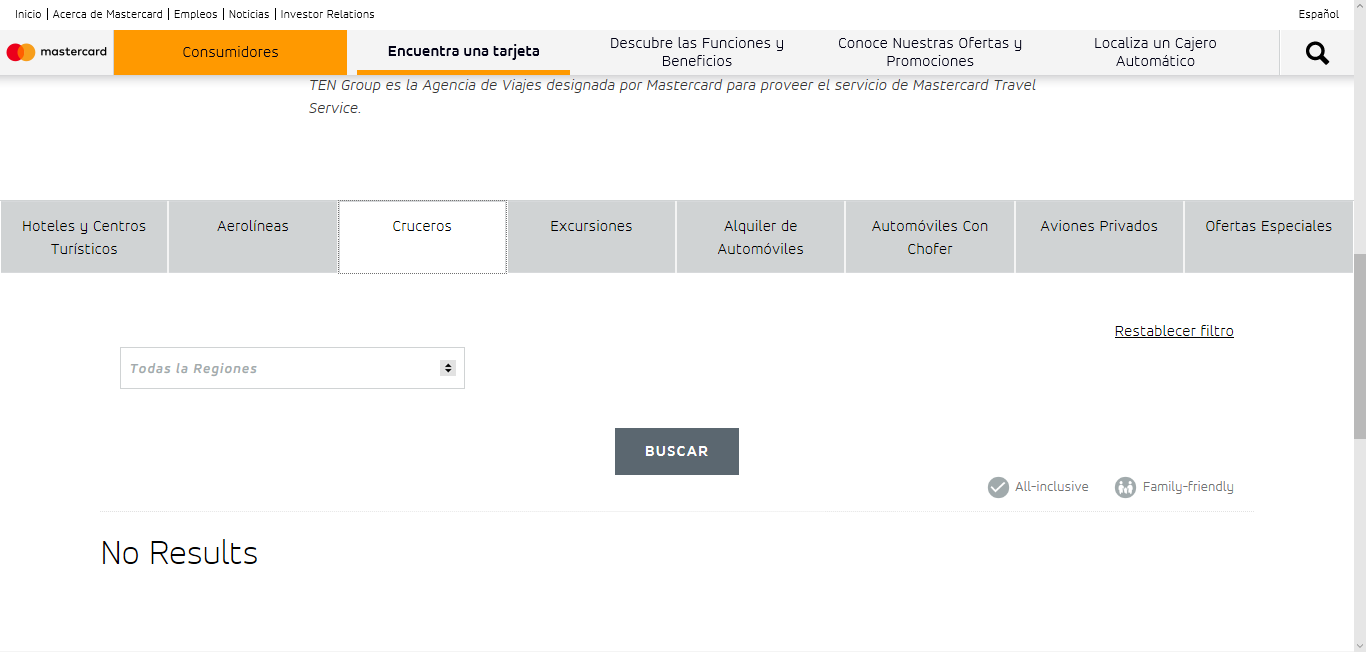 Inicio | Acerca de Mastercard | Empleos | Noticias | Investor Relations
Español
mastercard
Consumidores
Encuentra una tarjeta
Descubre las Funciones y
Beneficios
Conoce Nuestras Ofertas y
Promociones
Localiza un Cajero
Automático
TEN Group es la Agencia de Viajes designada por Mastercard para proveer el servicio de Mastercard Travel
Service.
Hoteles y Centros
Turísticos
Aerolíneas
Cruceros
Excursiones
Alquiler de
Automóviles
Automóviles Con
Chofer
Aviones Privados
Ofertas Especiales
Restablecer filtro
Todas la Regiones
BUSCAR
All-inclusive
Family-friendly
No Results